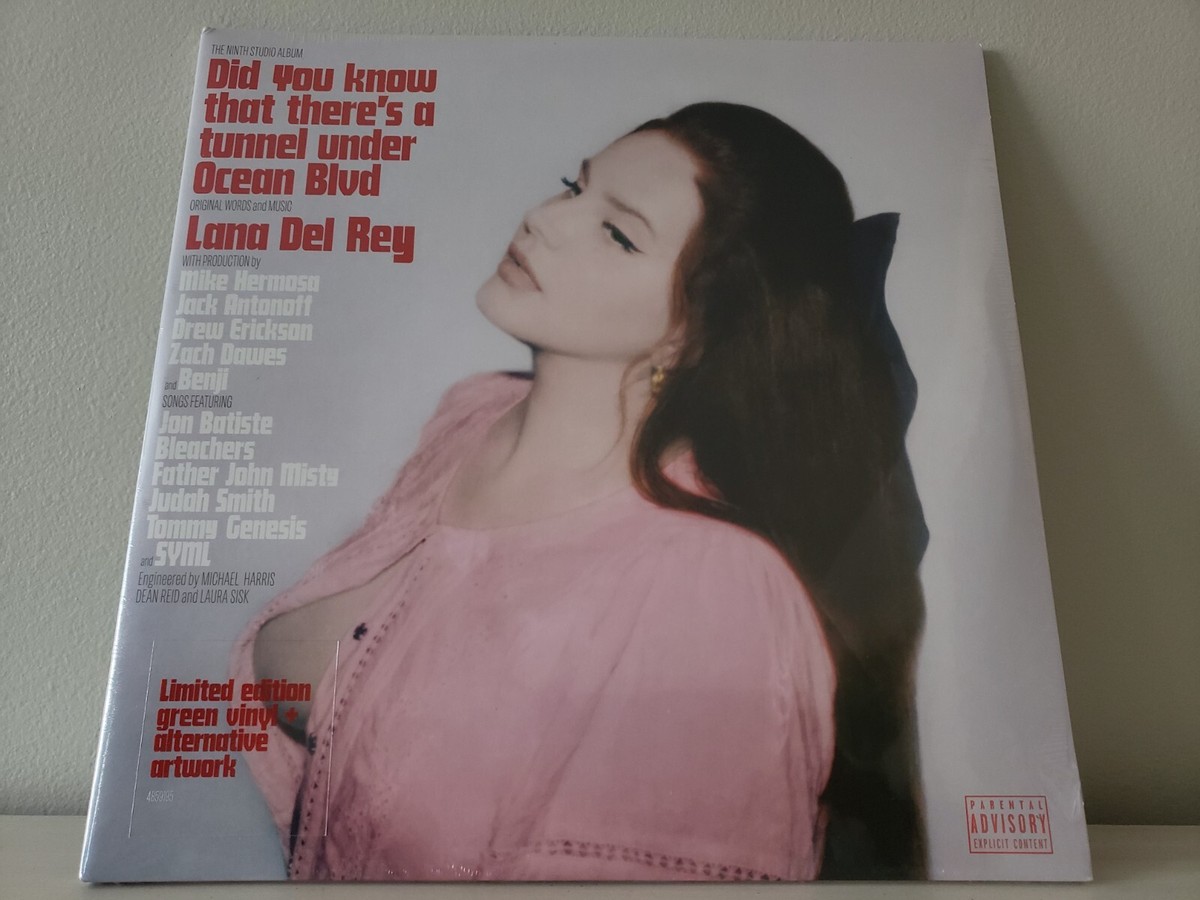 THE NINTH STUDIO ALBUM
Did you know
that there's a
tunnel under
Ocean Blvd
ORIGINAL WORDS and MUSIC
Lana Del Rey
WITH PRODUCTION by
Mike Hermosa
Jack Antonoff
Drew Erickson
Zach Dawes
and Benji
SONGS FEATURING
Jon Batiste
Bleachers
Father John Misty
Judah Smith
Tommy Genesis
and SYML
Engineered by MICHAEL HARRIS
DEAN REID and LAURA SISK
Limited edition
green vinyl +
alternative
artwork
PARENTAL
ADVISORY
EXPLICIT CONTENT